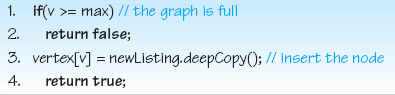 1. if(v >= max) // the graph is full
2. return false;
3. vertex[v] = newListing.deepCopy(); // insert the node
4. return true;